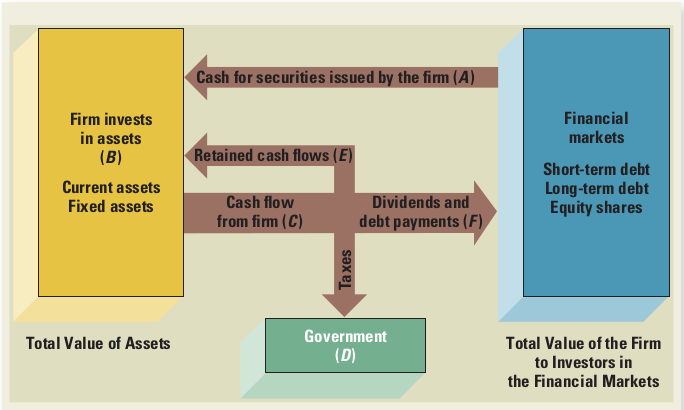 Cash for securities issued by the firm (A)
Firm invests
in assets
(B)
Current assets
Fixed assets
Financial
markets
Short-term debt
Long-term debt
Equity shares
Retained cash flows (E)
Cash flow
from firm (C)
Dividends and
debt payments (F)
Taxes
Government
(D)
Total Value of Assets
Total Value of the Firm
to Investors in
the Financial Markets